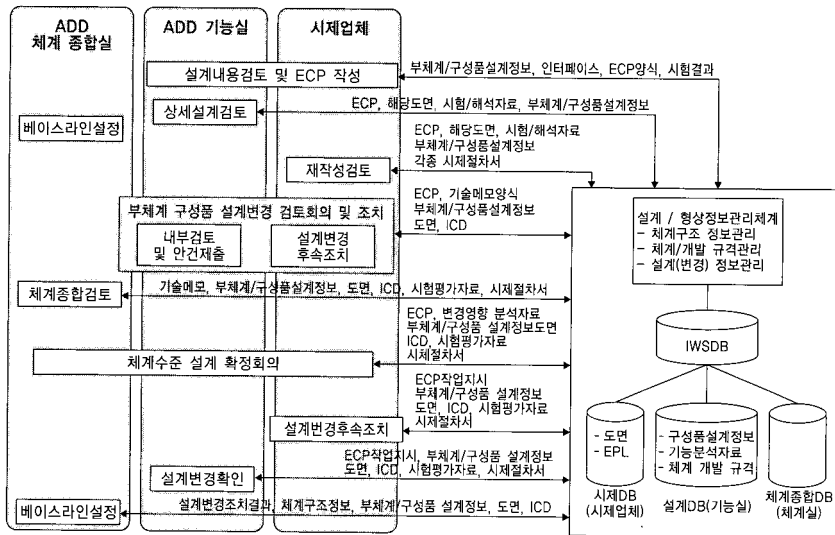 ADD
체계 종합실
ADD 기능실
시제업체
설계내용검토 및 ECP 작성
부체계/구성품설계정보, 인터페이스, ECP양식, 시험결과
상세설계검토
ECP, 해당도면, 시험/해석자료, 부체계/구성품설계정보
베이스라인설정
재작성검토
ECP, 해당도면, 시험/해석자료
부체계/구성품설계정보
각종 시제절차서
부체계 구성품 설계변경 검토회의 및 조치
내부검토
및 안건제출
설계변경
후속조치
ECP, 기술메모양식
부체계/구성품설계정보
도면, ICD
체계종합검토
기술메모, 부체계/구성품설계정보, 도면, ICD, 시험평가자료, 시제절차서
체계수준 설계 확정회의
ECP, 변경영향 분석자료
부체계/구성품 설계정보도면
ICD, 시험평가자료
시체절차서
설계변경후속조치
ECP작업지시
부체계/구성품 설계정보
도면, ICD, 시험평가자료
시제절차서
설계변경확인
ECP작업지시, 부체계/구성품 설계정보
도면, ICD, 시험평가자료, 시제절차서
베이스라인설정
설계변경조치결과, 체계구조정보, 부체계/구성품 설계정보, 도면, ICD
설계 / 형상정보관리체계
- 체계구조 정보관리
- 체계/개발 규격관리
- 설계(변경) 정보관리
IWSDB
- 도면
- EPL
- 구성품설계정보
- 기능분석자료
- 체계 개발 규격
시제DB
(시제업체)
설계DB(기능실)
체계종합DB
(체계실)